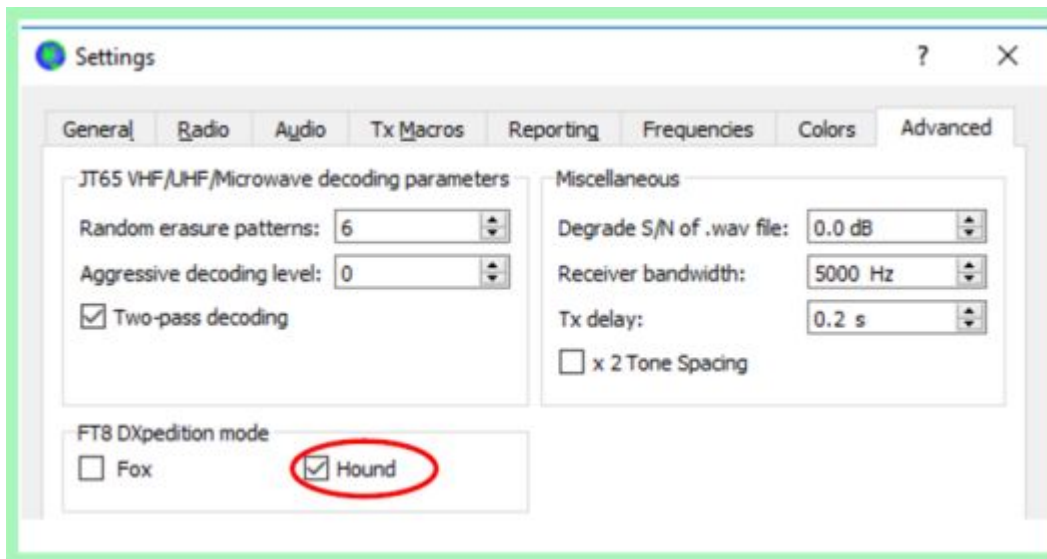 Settings
?
General Radio Audio Tx Macros Reporting Frequencies Colors Advanced
JT65 VHF/UHF/Microwave decoding parameters
Random erasure patterns: 6
Aggressive decoding level: 0
Two-pass decoding
Miscellaneous
Degrade S/N of .wav file: 0.0 dB
Receiver bandwidth: 5000 Hz
Tx delay: 0.2 s
x 2 Tone Spacing
FT8 DXpedition mode
Fox Hound